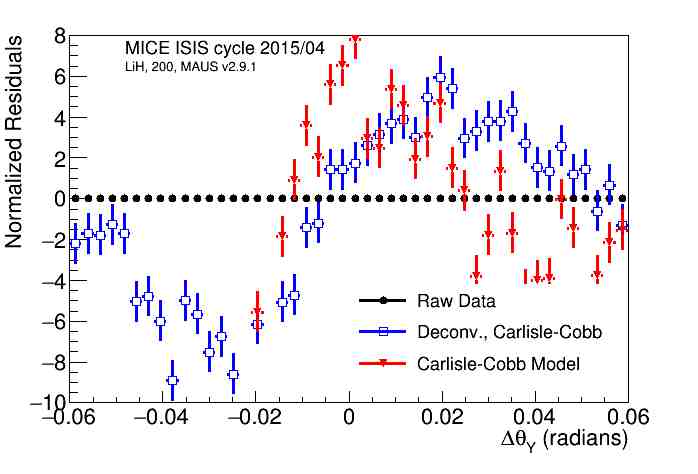 MICE ISIS cycle 2015/04
LiH, 200, MAUS v2.9.1
Normalized Residuals
8
6
4
2
0
−2
−4
−6
−8
−10
Raw Data
Deconv., Carlisle-Cobb
Carlisle-Cobb Model
−0.06 −0.04 −0.02 0 0.02 0.04 0.06
Δθ_Y (radians)